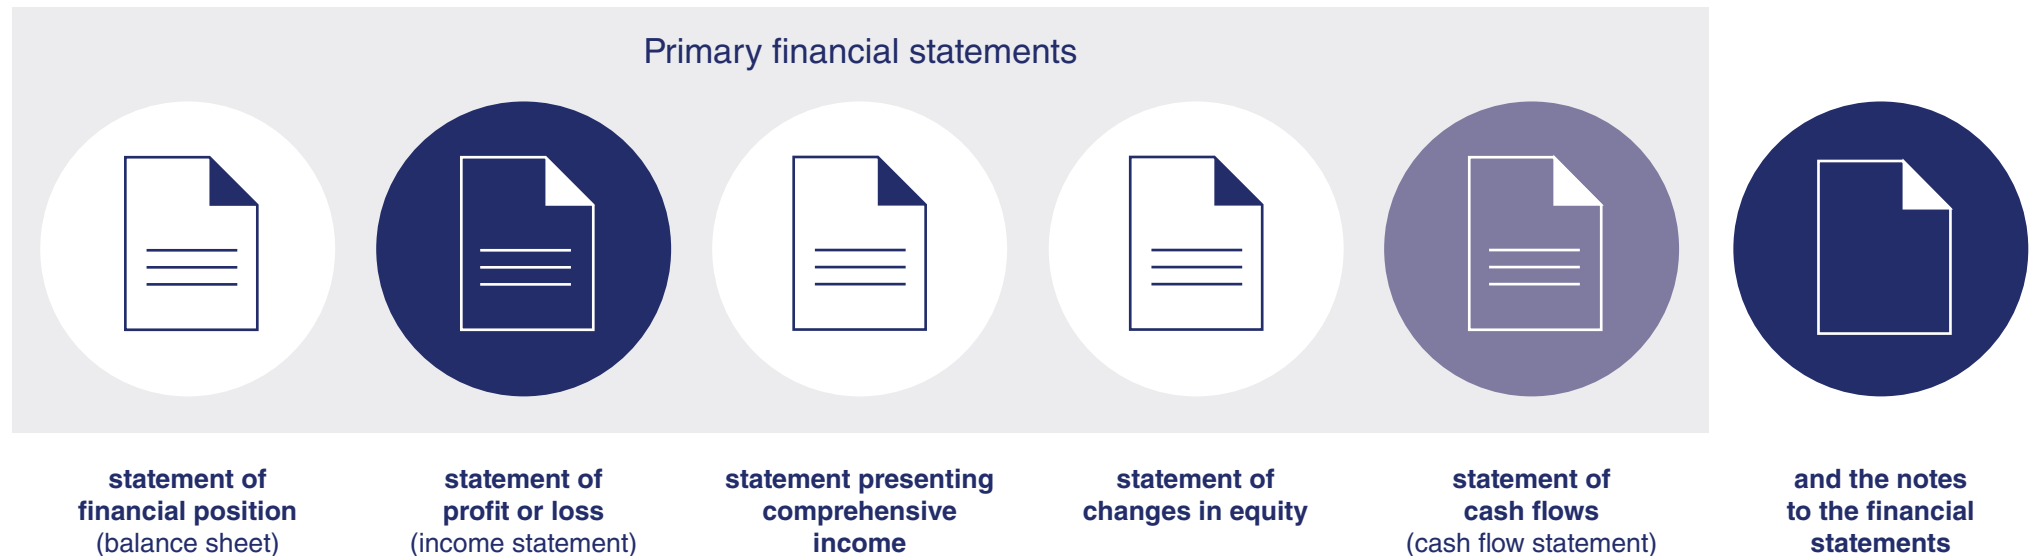 Primary financial statements
statement of
financial position
(balance sheet)
statement of
profit or loss
(income statement)
statement presenting
comprehensive
income
statement of
changes in equity
statement of
cash flows
(cash flow statement)
and the notes
to the financial
statements